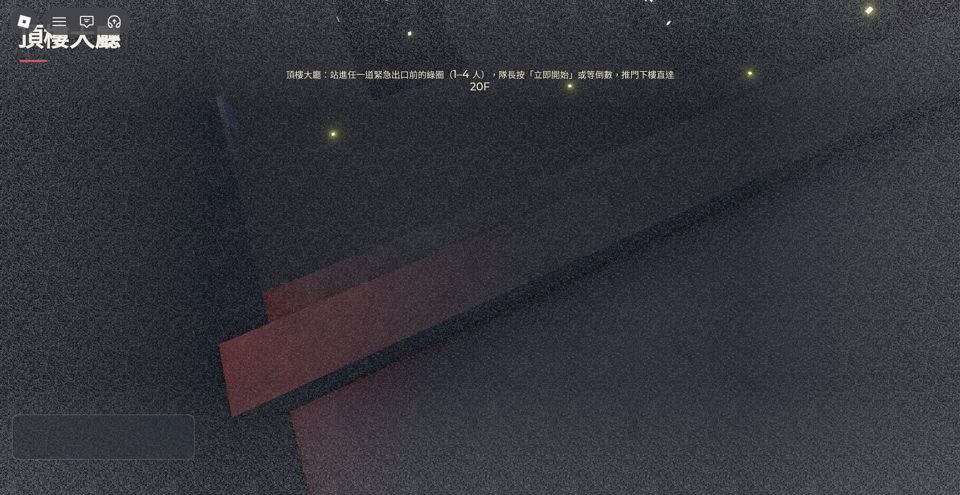 頂樓大廳
頂樓大廳：站進任一道緊急出口前的綠圈（1–4 人），隊長按「立即開始」或等倒數，推門下樓直達
20F